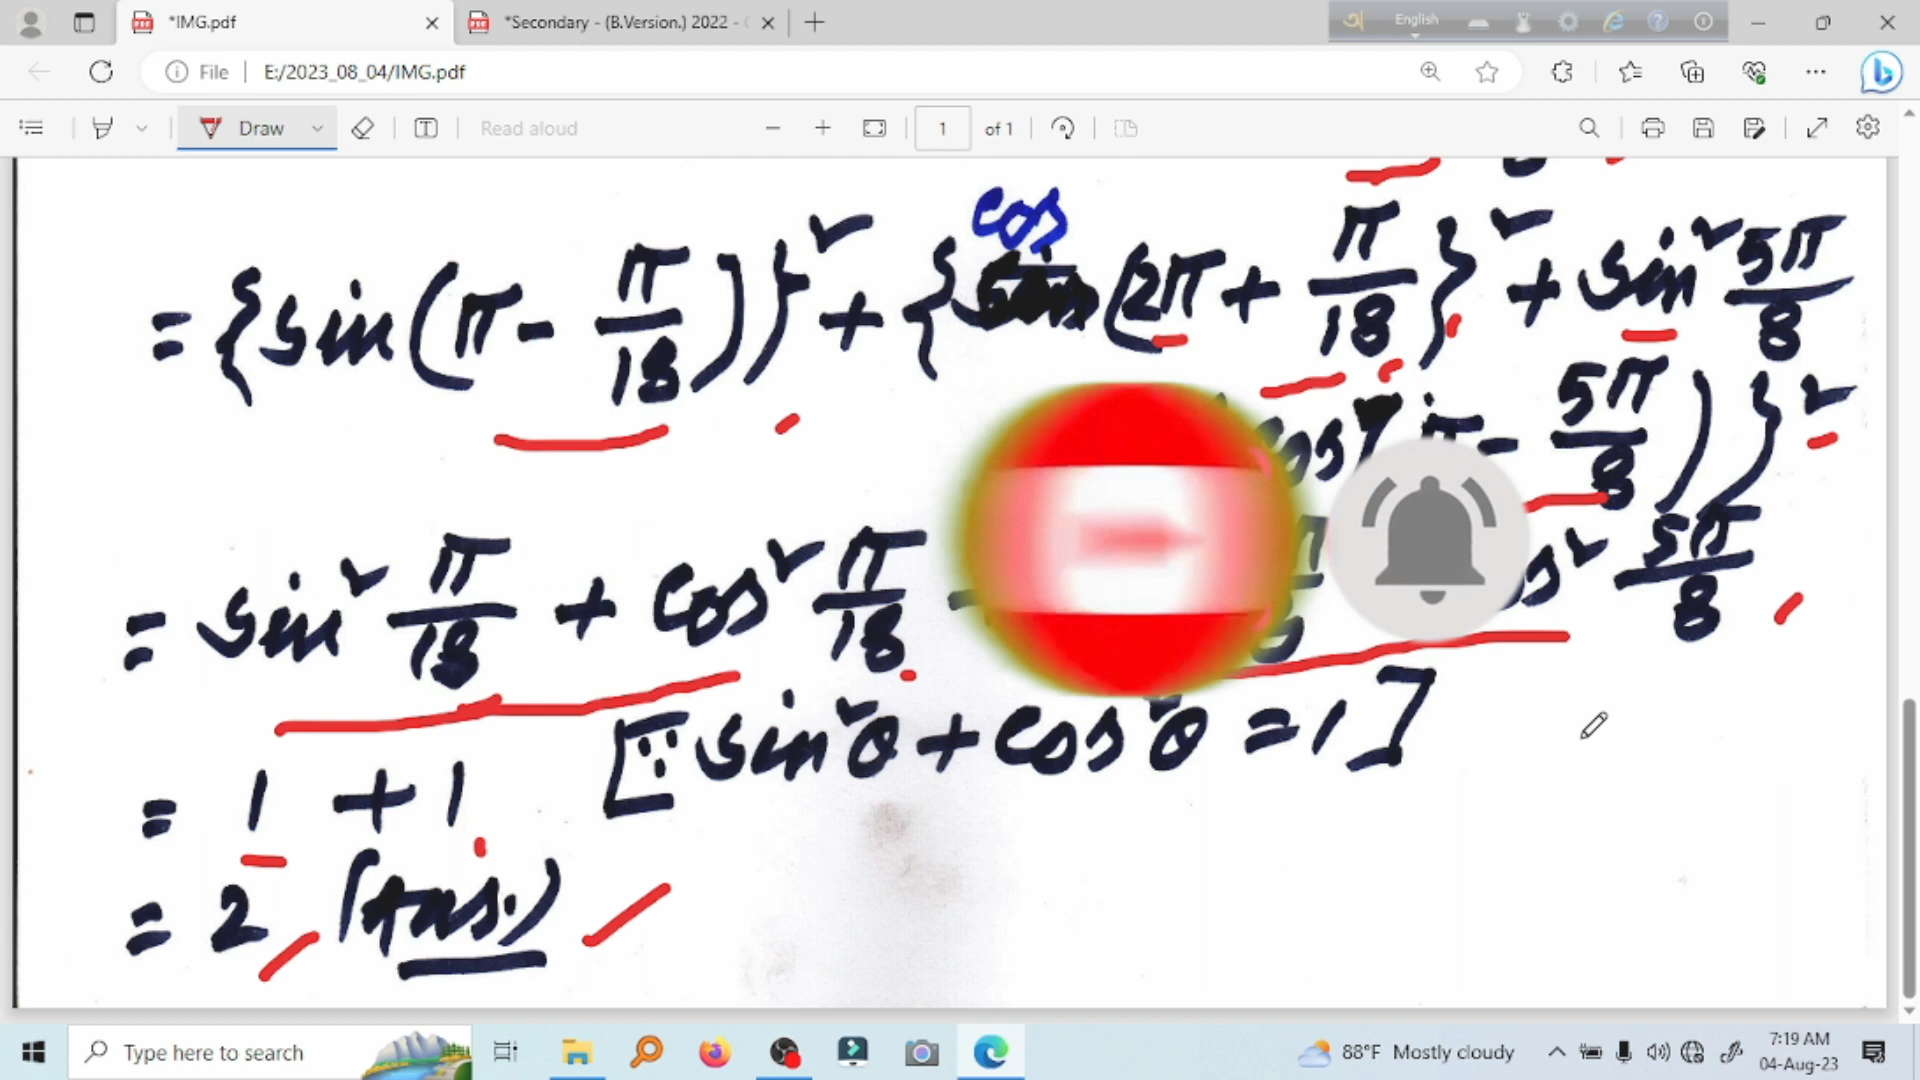 *IMG.pdf
*Secondary - (B.Version.) 2022 -
English
File E:/2023_08_04/IMG.pdf
Draw Read aloud 1 of 1
cos
= {sin(π - π/18)}² + {(2π + π/18}² + sin² 5π/8
cos(π - 5π/8)}²
= sin² π/18 + cos² π/18 cos² 5π/8
[∵ sin²θ + cos²θ = 1]
= 1 + 1
= 2 (Ans.)
Type here to search
88°F Mostly cloudy
7:19 AM
04-Aug-23